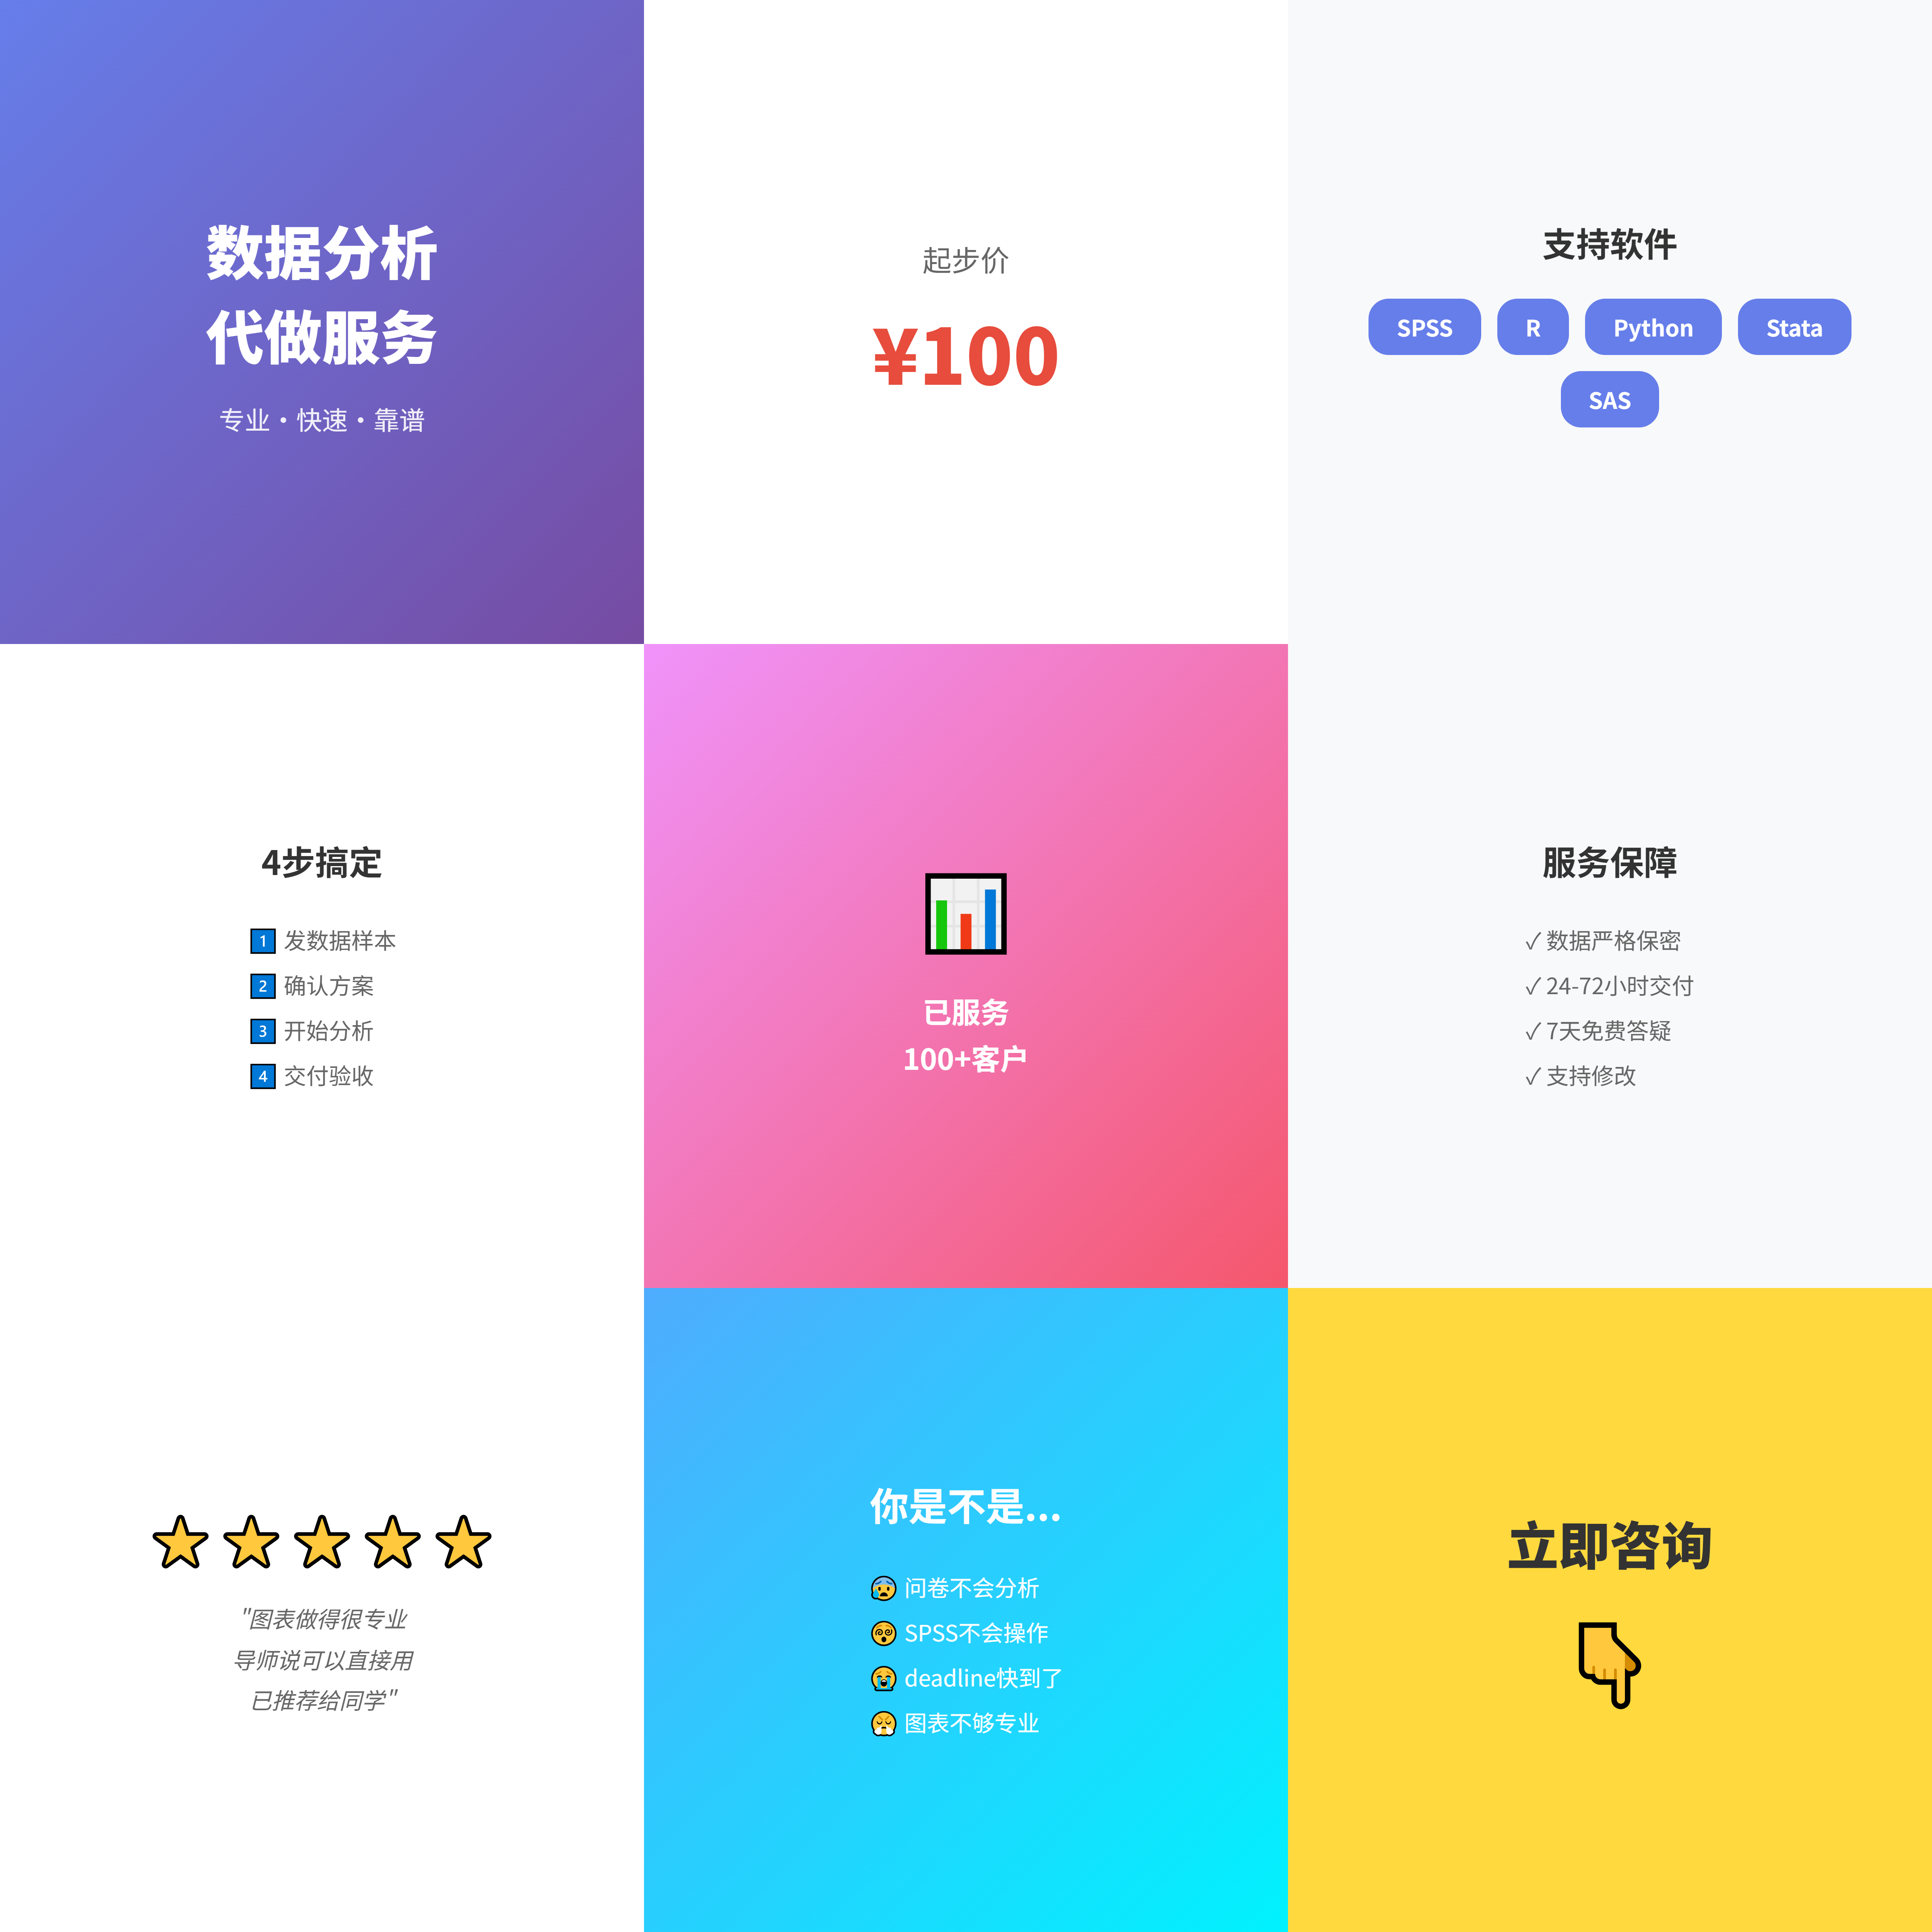 数据分析
代做服务
专业·快速·靠谱
起步价
¥100
支持软件
SPSS R Python Stata
SAS
4步搞定
1 发数据样本
2 确认方案
3 开始分析
4 交付验收
已服务
100+客户
服务保障
✓ 数据严格保密
✓ 24-72小时交付
✓ 7天免费答疑
✓ 支持修改
"图表做得很专业
导师说可以直接用
已推荐给同学"
你是不是...
😰 问卷不会分析
😵‍💫 SPSS不会操作
😭 deadline快到了
😤 图表不够专业
立即咨询